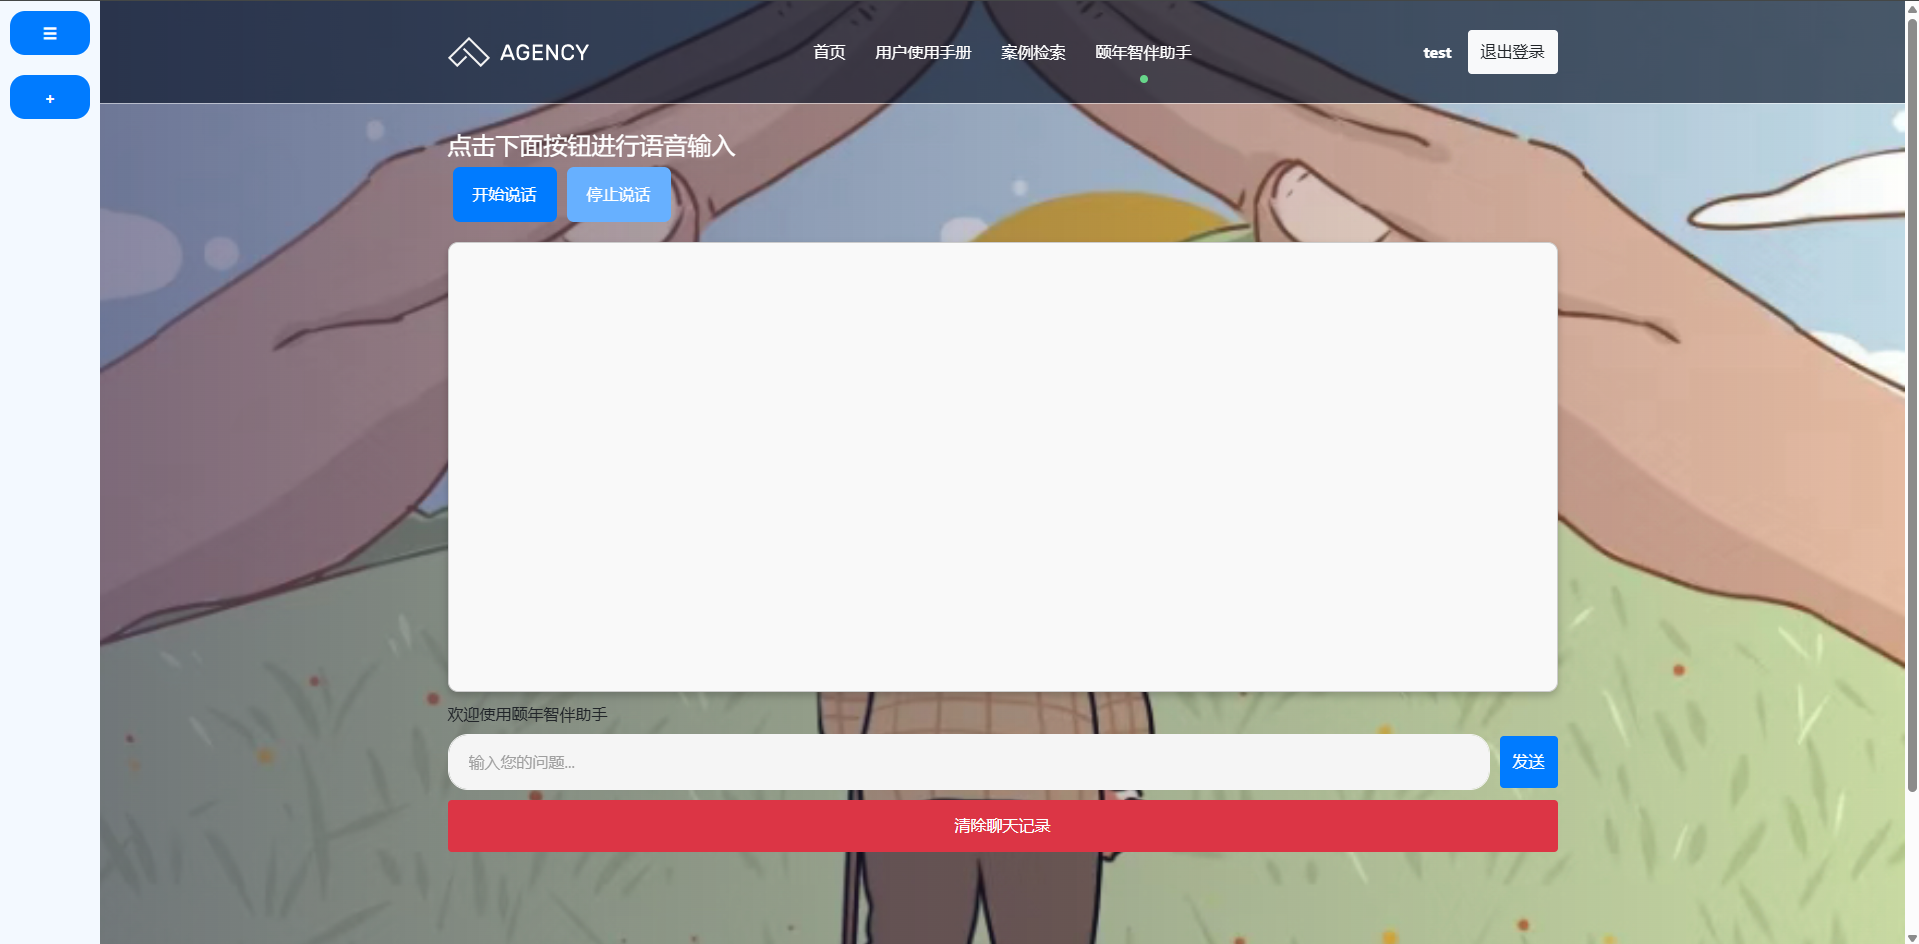 ☰
+
AGENCY
首页 用户使用手册 案例检索 颐年智伴助手
test 退出登录
点击下面按钮进行语音输入
开始说话 停止说话
欢迎使用颐年智伴助手
输入您的问题...
发送
清除聊天记录